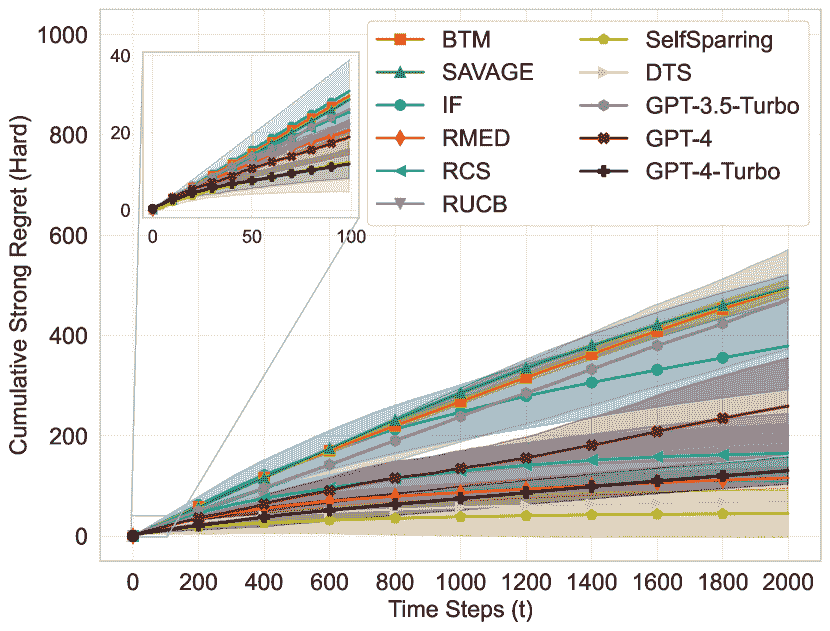 1000
800
600
400
200
0
Cumulative Strong Regret (Hard)
40
20
0
0 50 100
BTM
SAVAGE
IF
RMED
RCS
RUCB
SelfSparring
DTS
GPT-3.5-Turbo
GPT-4
GPT-4-Turbo
0 200 400 600 800 1000 1200 1400 1600 1800 2000
Time Steps (t)